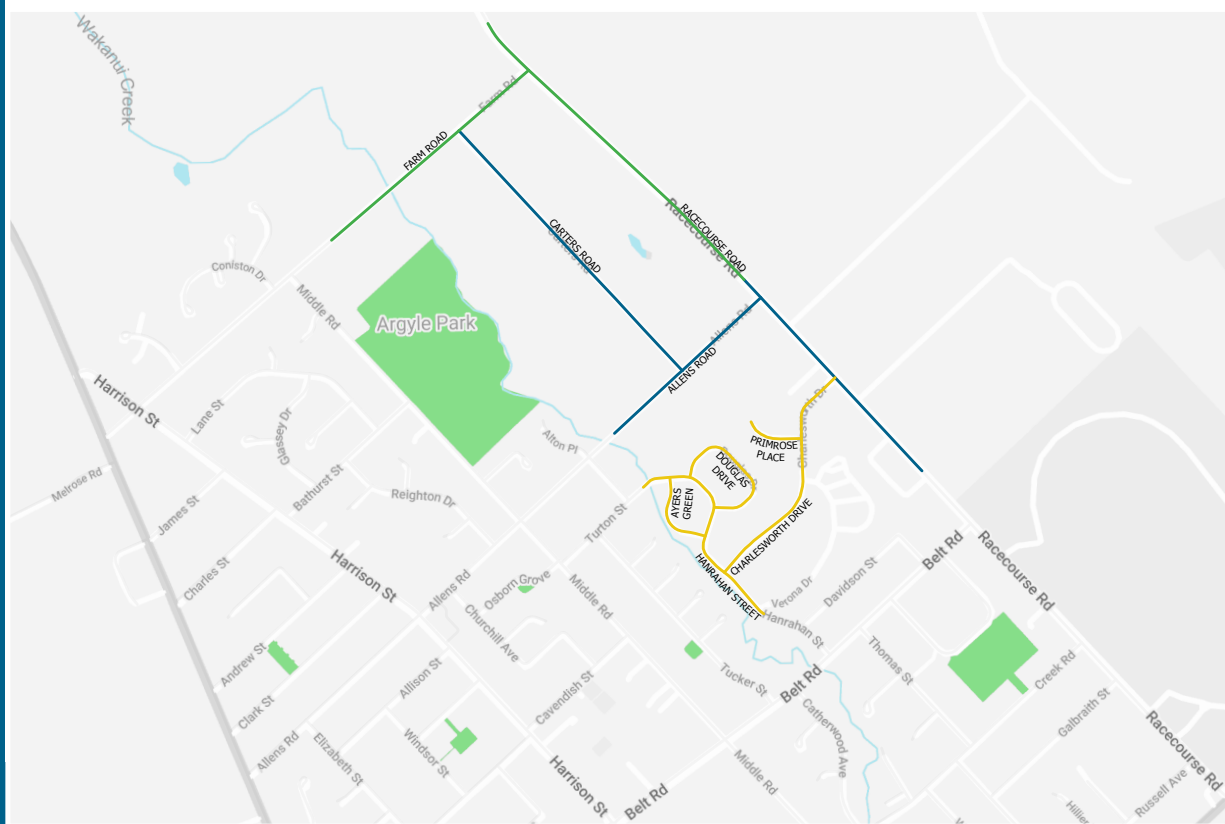 Wakanui Creek
Farm Rd
FARM ROAD
RACECOURSE ROAD
Racecourse Rd
CARTERS ROAD
Coniston Dr
Middle Rd
Argyle Park
Allens Rd
ALLENS ROAD
Harrison St
Lane St
Glassey Dr
Charlesworth Dr
PRIMROSE
PLACE
DOUGLAS
DRIVE
Alton Pl
Melrose Rd
Bathurst St
Reighton Dr
James St
AYERS
GREEN
Turton St
CHARLESWORTH DRIVE
HANRAHAN STREET
Belt Rd
Racecourse Rd
Charles St
Harrison St
Allens Rd
Osborn Grove
Middle Rd
Verona Dr
Davidson St
Hanrahan St
Churchill Ave
Thomas St
Andrew St
Allison St
Tucker St
Belt Rd
Creek Rd
Cavendish St
Clark St
Catherwood Ave
Galbraith St
Allens Rd
Elizabeth St
Windsor St
Middle Rd
Racecourse Rd
Harrison St
Belt Rd
Russell Ave